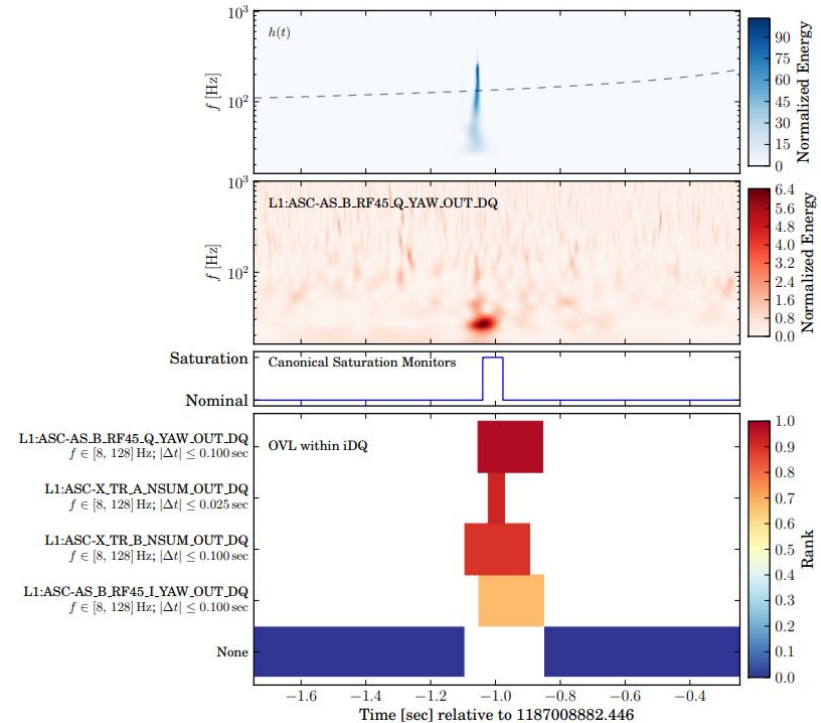 10³
h(t)
f [Hz]
10²
90
75
60
45
30
15
0
Normalized Energy
10³
L1:ASC-AS_B_RF45_Q_YAW_OUT_DQ
f [Hz]
10²
6.4
5.6
4.8
4.0
3.2
2.4
1.6
0.8
0.0
Normalized Energy
Saturation
Canonical Saturation Monitors
Nominal
L1:ASC-AS_B_RF45_Q_YAW_OUT_DQ
f ∈ [8, 128] Hz; |Δt| ≤ 0.100 sec
OVL within iDQ
L1:ASC-X_TR_A_NSUM_OUT_DQ
f ∈ [8, 128] Hz; |Δt| ≤ 0.025 sec
L1:ASC-X_TR_B_NSUM_OUT_DQ
f ∈ [8, 128] Hz; |Δt| ≤ 0.100 sec
L1:ASC-AS_B_RF45_I_YAW_OUT_DQ
f ∈ [8, 128] Hz; |Δt| ≤ 0.100 sec
None
1.0
0.9
0.8
0.7
0.6
0.5
0.4
0.3
0.2
0.1
0.0
Rank
−1.6 −1.4 −1.2 −1.0 −0.8 −0.6 −0.4
Time [sec] relative to 1187008882.446